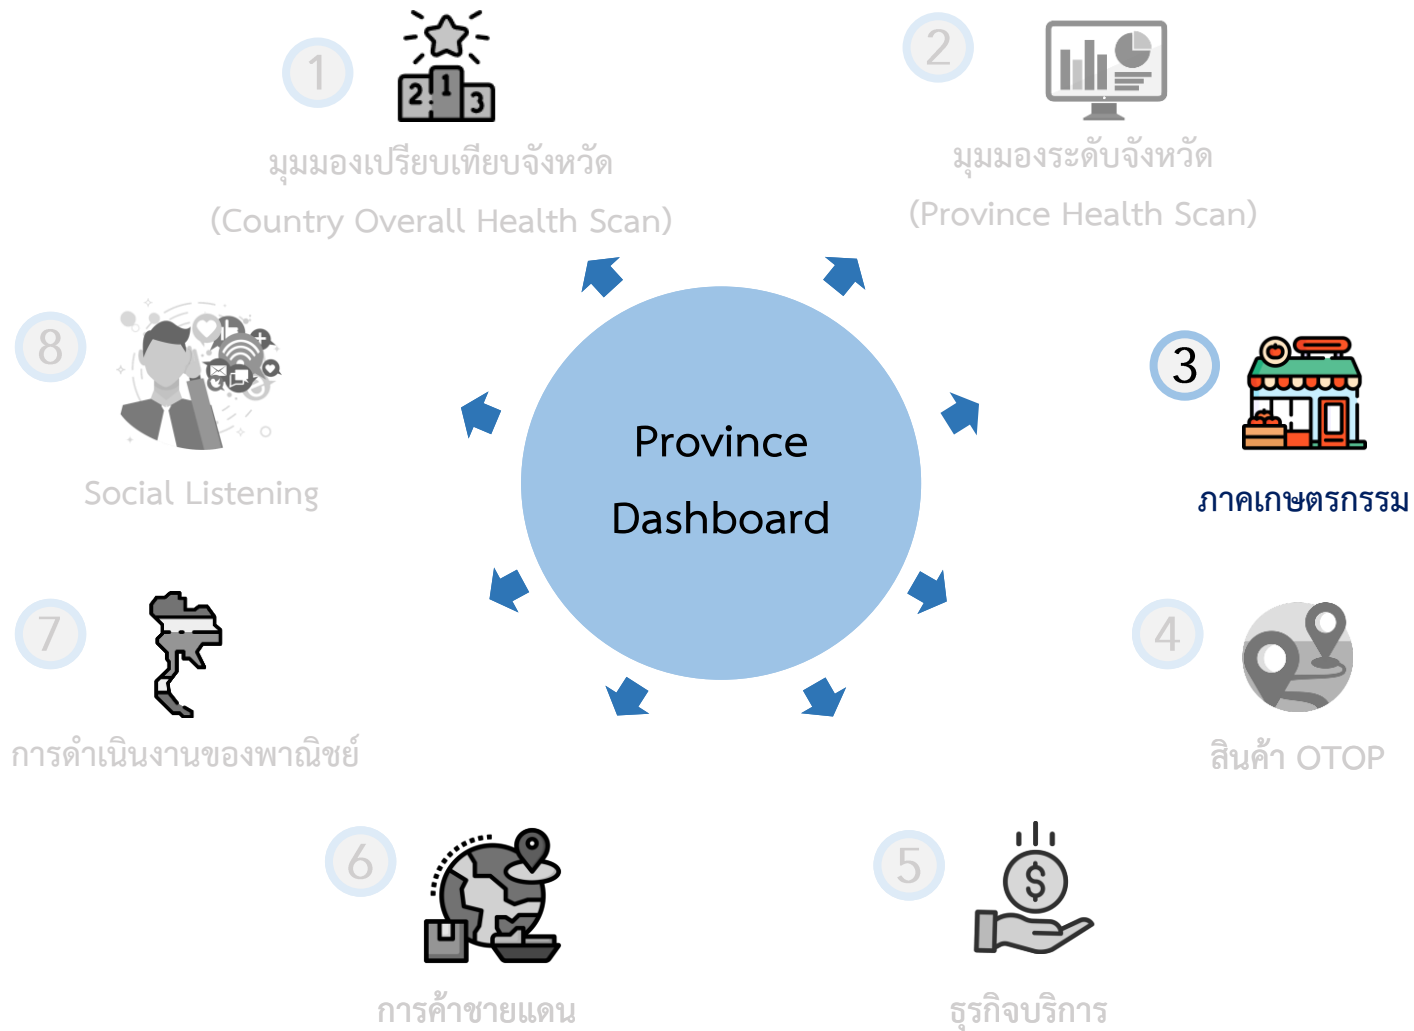 1
2 1 3
มุมมองเปรียบเทียบจังหวัด
(Country Overall Health Scan)
2
มุมมองระดับจังหวัด
(Province Health Scan)
3
ภาคเกษตรกรรม
4
สินค้า OTOP
5
$
ธุรกิจบริการ
6
การค้าชายแดน
7
การดำเนินงานของพาณิชย์
8
Social Listening
Province
Dashboard